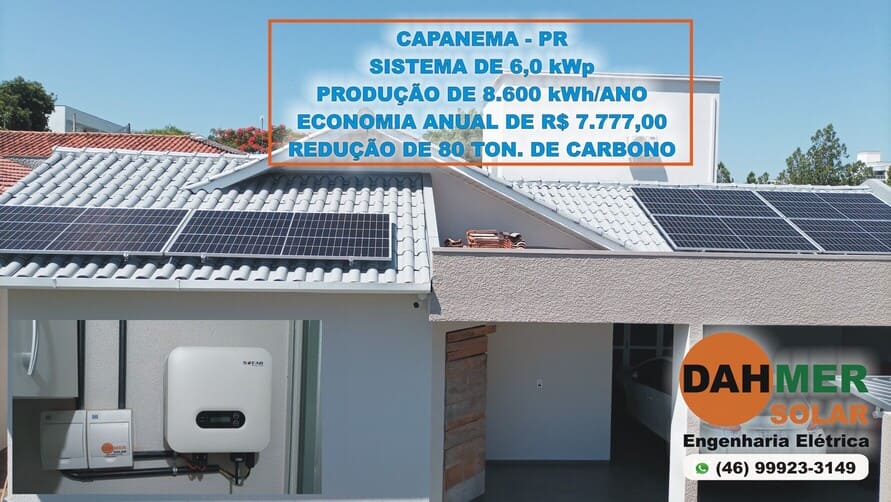 CAPANEMA - PR
SISTEMA DE 6,0 kWp
PRODUÇÃO DE 8.600 kWh/ANO
ECONOMIA ANUAL DE R$ 7.777,00
REDUÇÃO DE 80 TON. DE CARBONO
DAHMER
SOLAR
Engenharia Elétrica
(46) 99923-3149
DAHMER